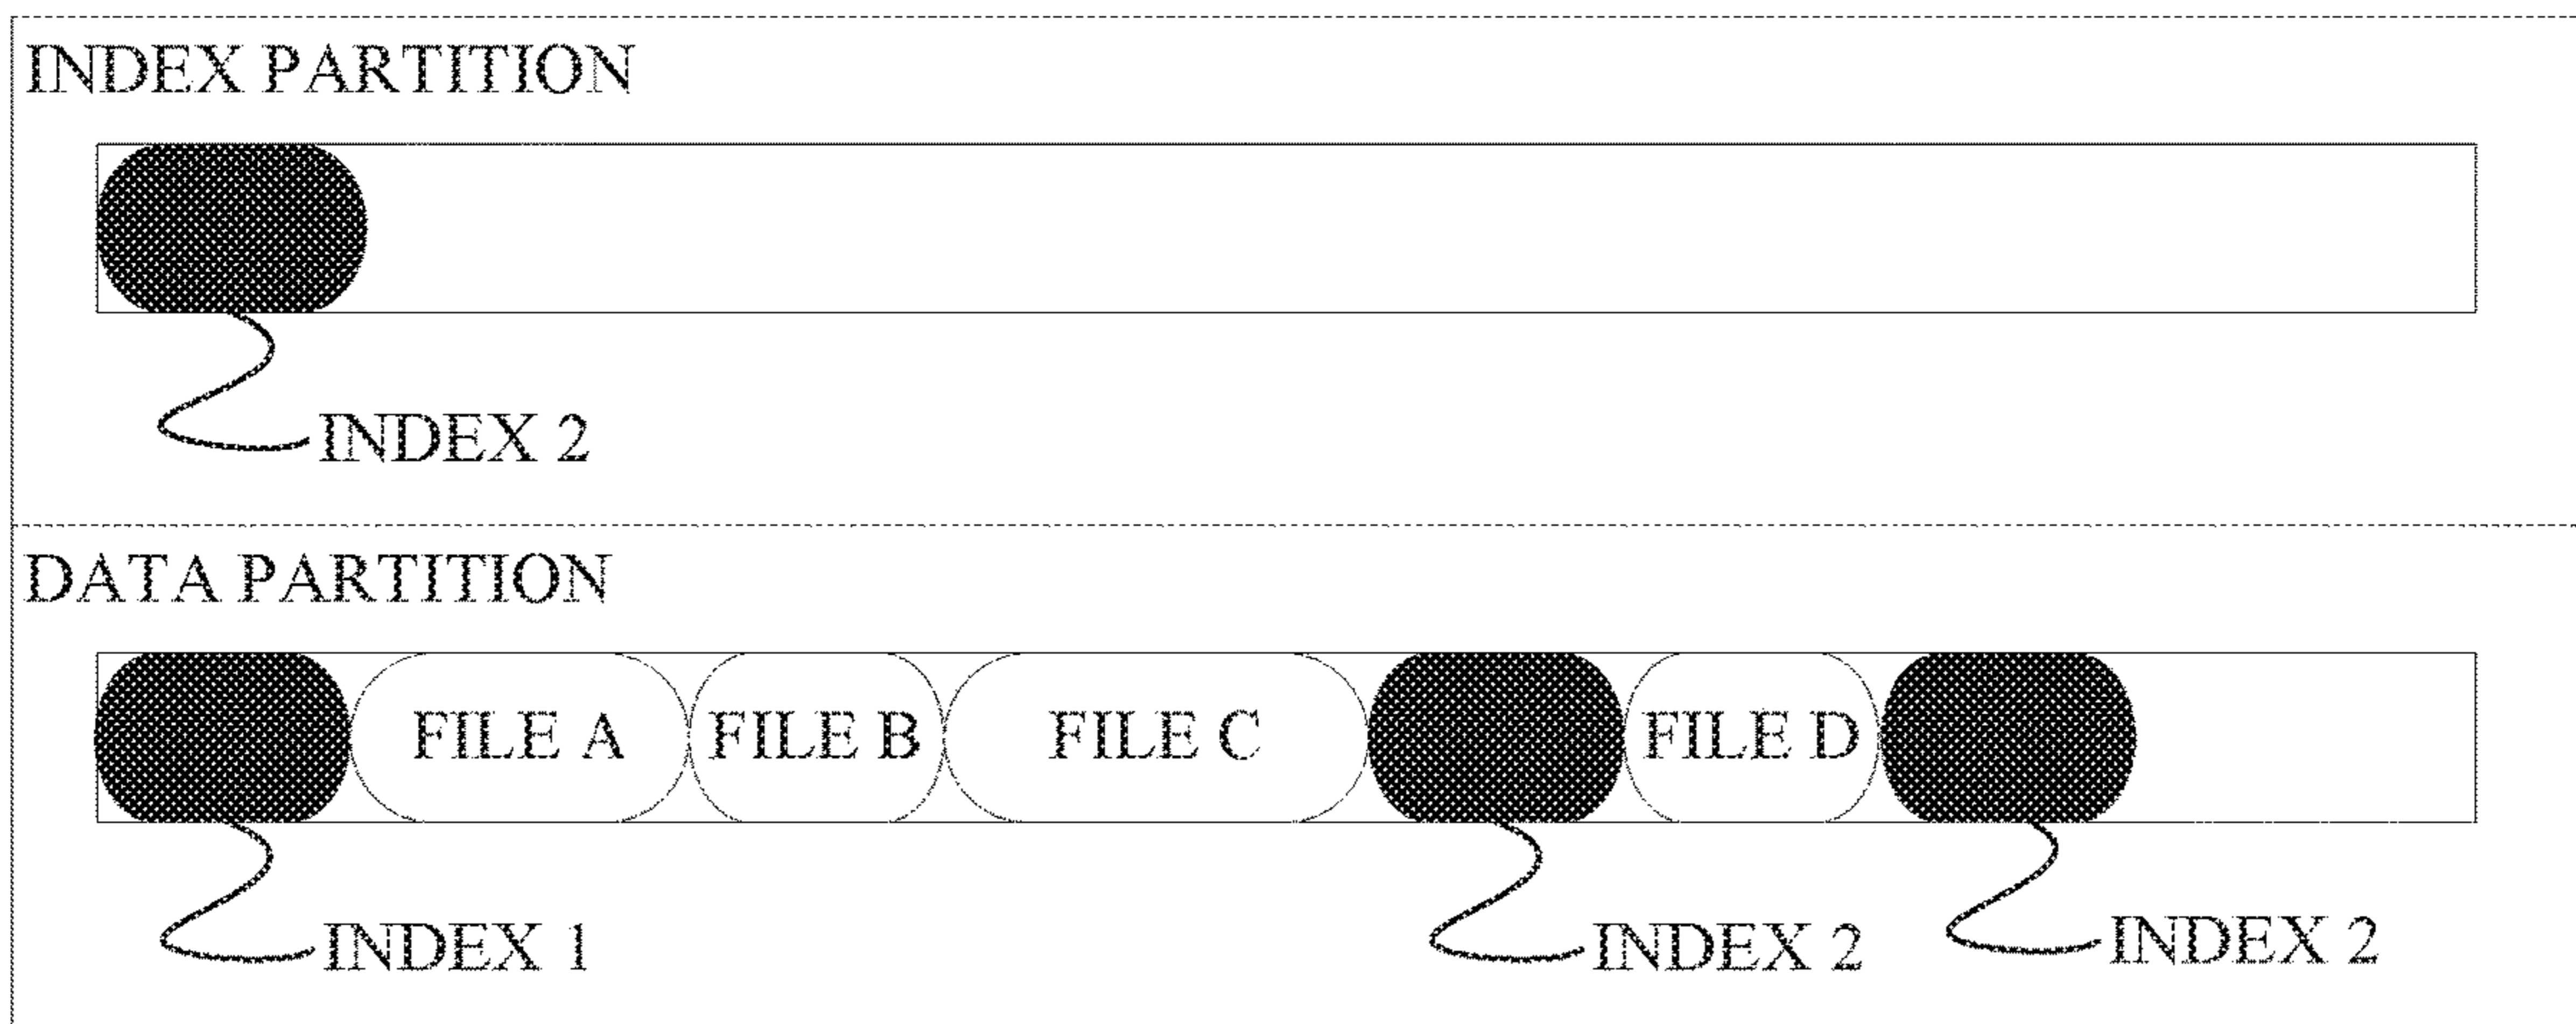 INDEX PARTITION
INDEX 2
DATA PARTITION
FILE A FILE B FILE C FILE D
INDEX 1 INDEX 2 INDEX 2